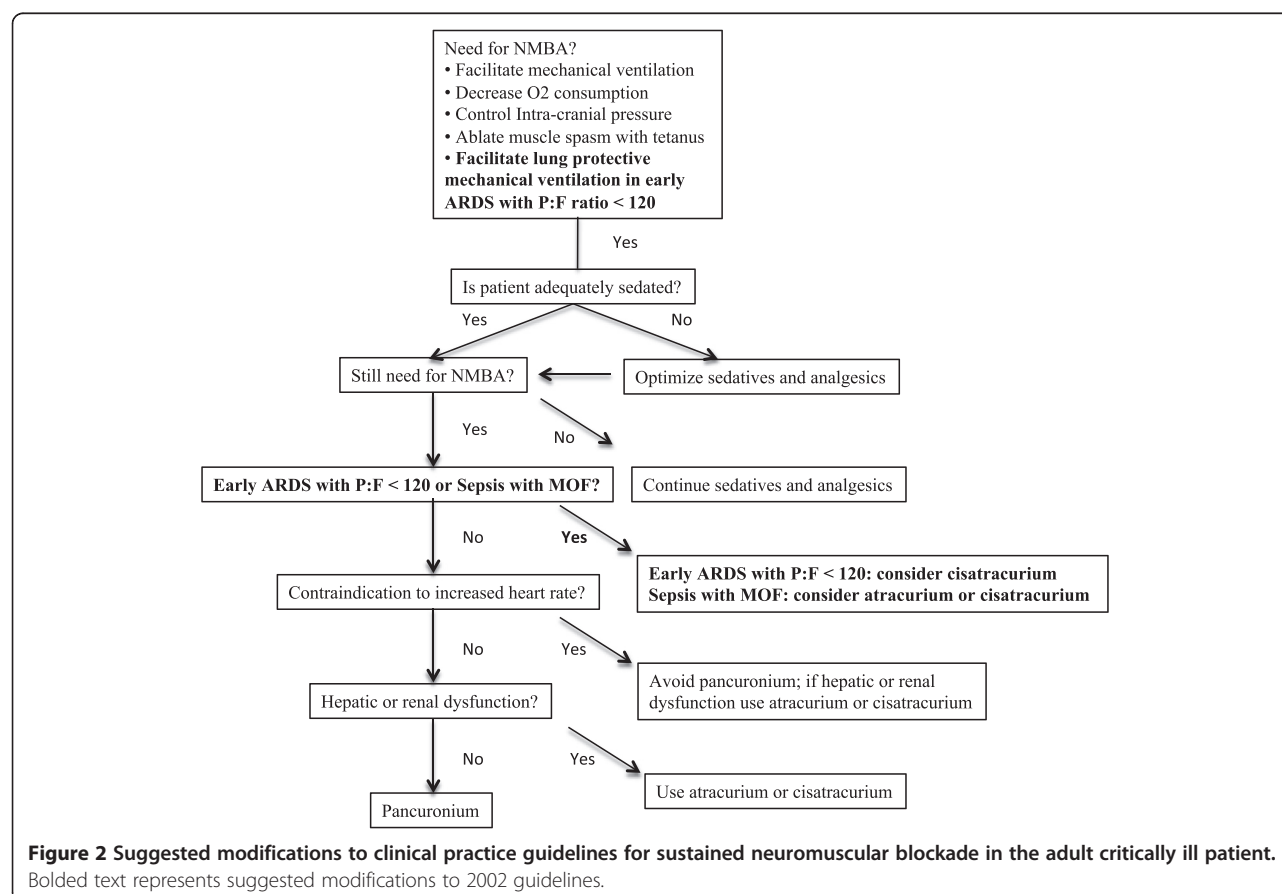 Need for NMBA?
• Facilitate mechanical ventilation
• Decrease O2 consumption
• Control Intra-cranial pressure
• Ablate muscle spasm with tetanus
• Facilitate lung protective
mechanical ventilation in early
ARDS with P:F ratio < 120
Yes
Is patient adequately sedated?
Yes
No
Still need for NMBA?
Optimize sedatives and analgesics
Yes
No
Early ARDS with P:F < 120 or Sepsis with MOF?
Continue sedatives and analgesics
No
Yes
Early ARDS with P:F < 120: consider cisatracurium
Sepsis with MOF: consider atracurium or cisatracurium
Contraindication to increased heart rate?
No
Yes
Avoid pancuronium; if hepatic or renal
dysfunction use atracurium or cisatracurium
Hepatic or renal dysfunction?
No
Yes
Use atracurium or cisatracurium
Pancuronium
Figure 2 Suggested modifications to clinical practice guidelines for sustained neuromuscular blockade in the adult critically ill patient.
Bolded text represents suggested modifications to 2002 guidelines.